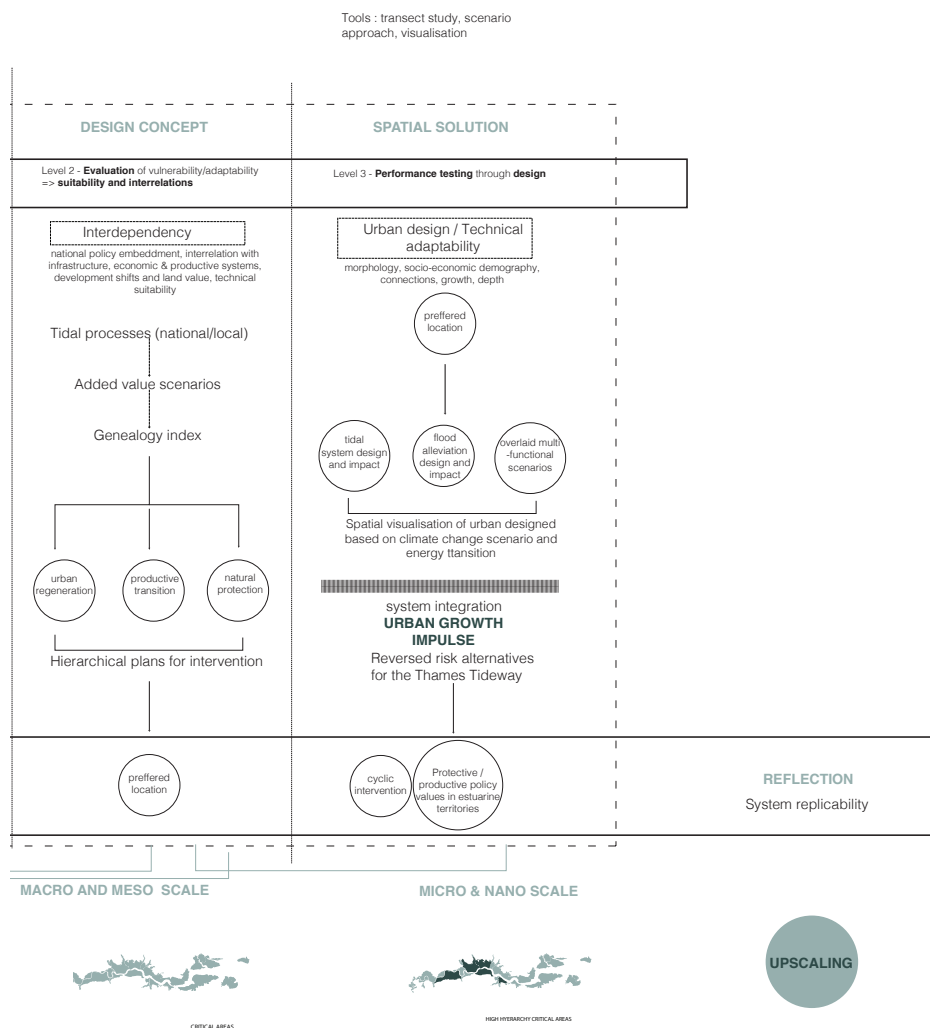 Tools : transect study, scenario
approach, visualisation
DESIGN CONCEPT
Level 2 - Evaluation of vulnerability/adaptability
=> suitability and interrelations
Interdependency
national policy embeddment, interrelation with
infrastructure, economic & productive systems,
development shifts and land value, technical
suitability
Tidal processes (national/local)
Added value scenarios
Genealogy index
urban
regeneration
productive
transition
natural
protection
Hierarchical plans for intervention
preffered
location
SPATIAL SOLUTION
Level 3 - Performance testing through design
Urban design / Technical
adaptability
morphology, socio-economic demography,
connections, growth, depth
preffered
location
tidal
system design
and impact
flood
alleviation
design and
impact
overlaid multi
-functional
scenarios
Spatial visualisation of urban designed
based on climate change scenario and
energy ttansition
system integration
URBAN GROWTH
IMPULSE
Reversed risk alternatives
for the Thames Tideway
cyclic
intervention
Protective /
productive policy
values in estuarine
territories
REFLECTION
System replicability
MACRO AND MESO SCALE
MICRO & NANO SCALE
UPSCALING
CRITICAL AREAS
HIGH HYERARCHY CRITICAL AREAS